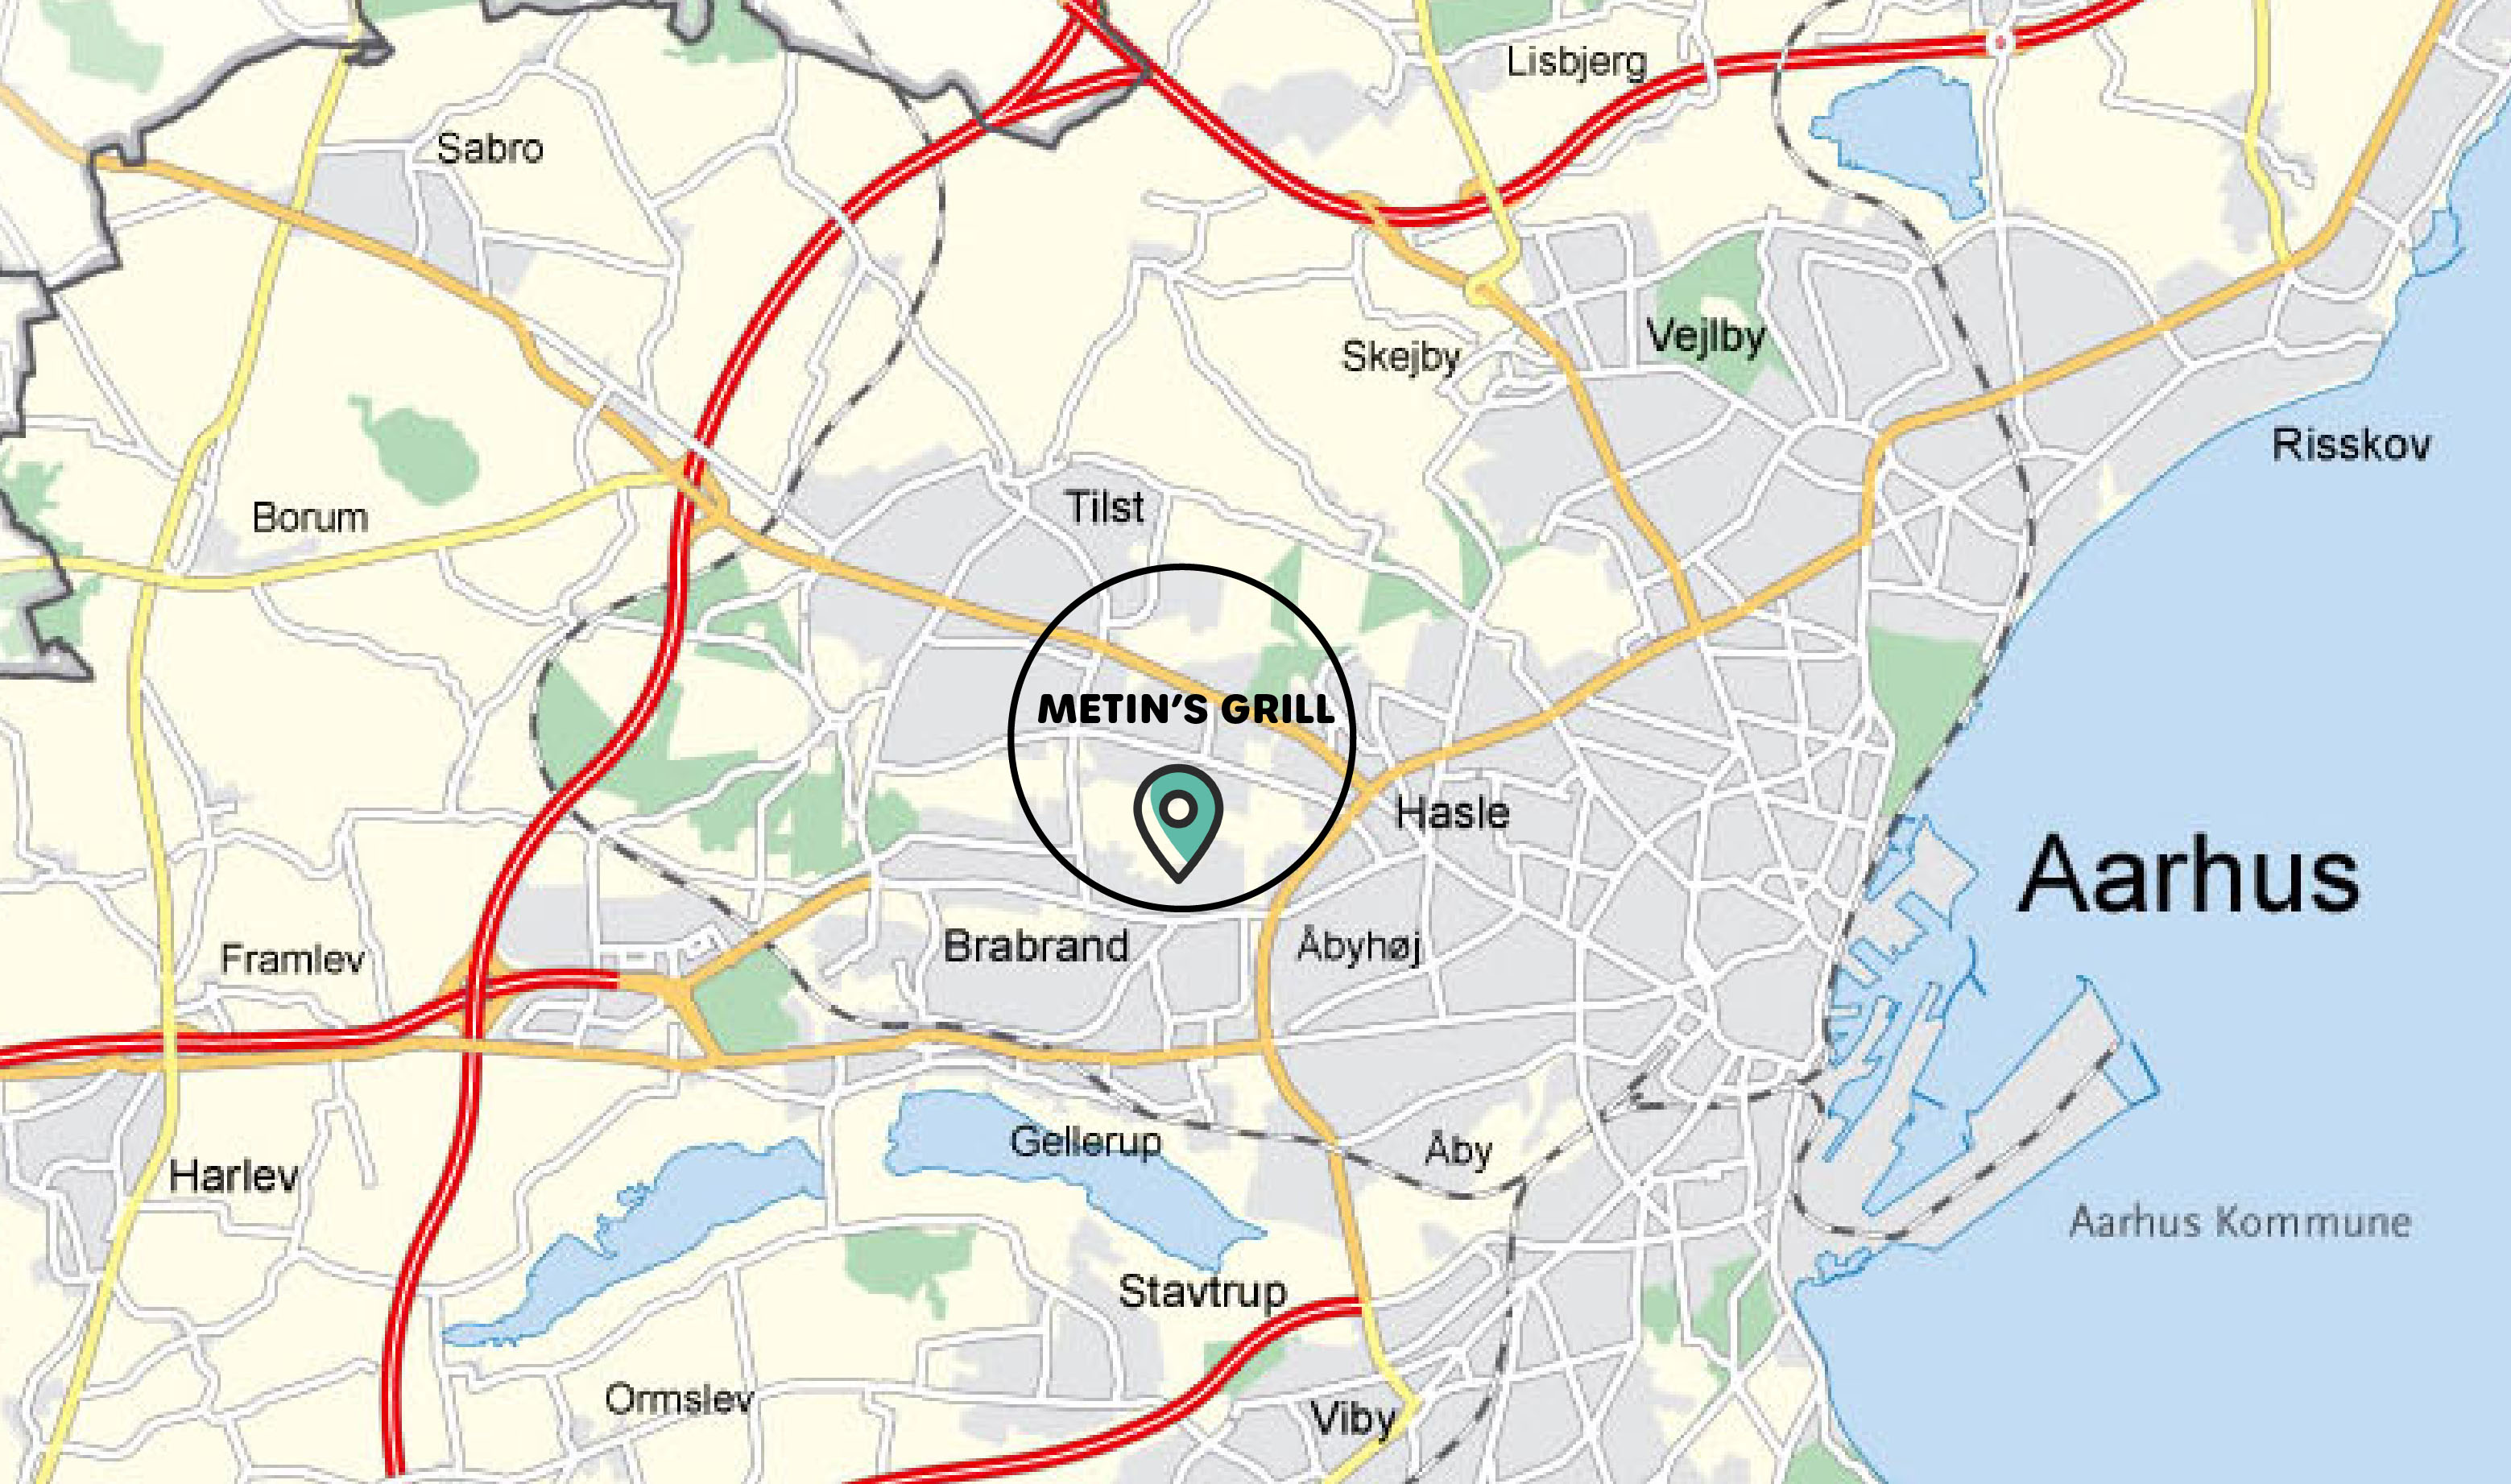 Lisbjerg
Sabro
Vejlby
Skejby
Risskov
Tilst
Borum
METIN'S GRILL
Hasle
Aarhus
Brabrand
Åbyhøj
Framlev
Gellerup
Åby
Harlev
Aarhus Kommune
Stavtrup
Ormslev
Viby